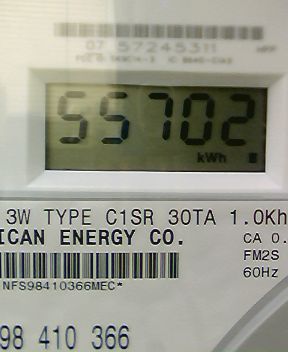 07 57245311
55702
kWh
3W TYPE C1SR 30TA 1.0Kh
ICAN ENERGY CO.
CA 0.
FM2S
60Hz
NFS98410366MEC*
98 410 366